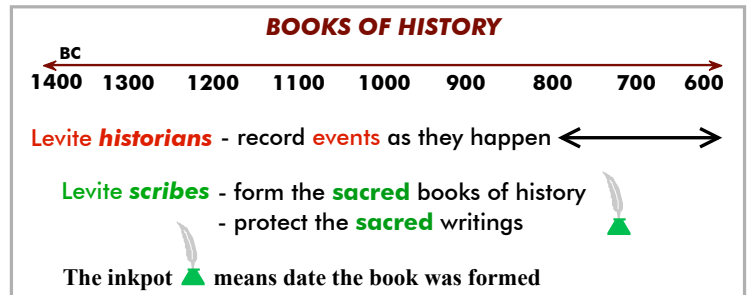 BOOKS OF HISTORY
BC
1400 1300 1200 1100 1000 900 800 700 600
Levite historians - record events as they happen
Levite scribes - form the sacred books of history
- protect the sacred writings
The inkpot means date the book was formed